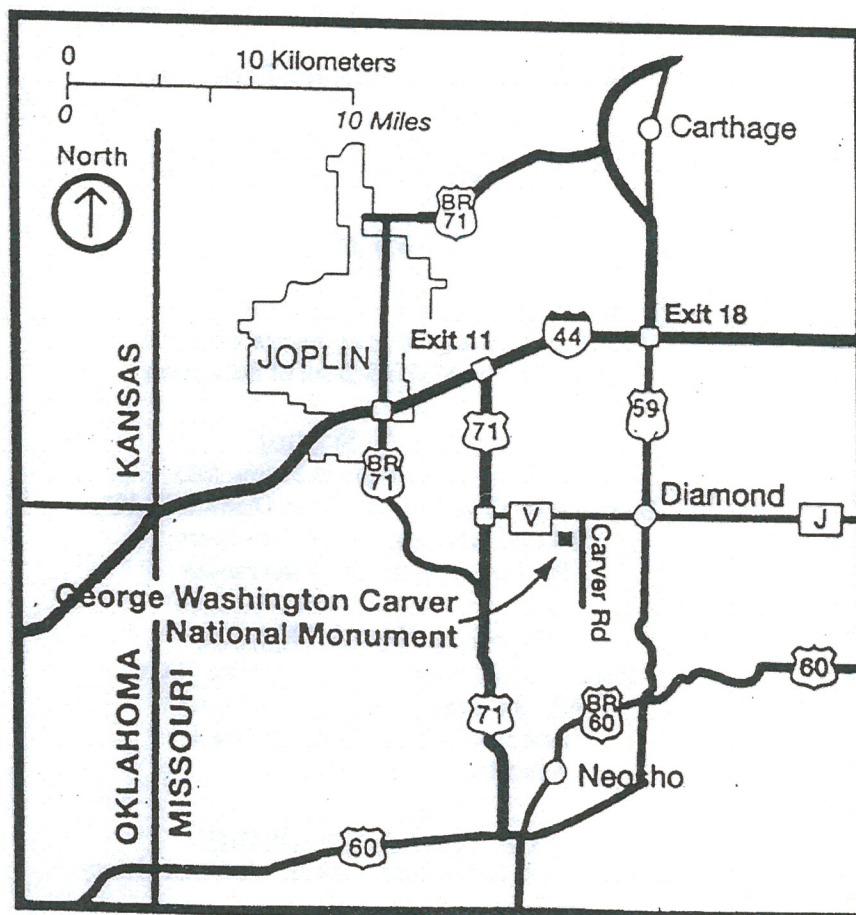 0 10 Kilometers
0 10 Miles
North
Carthage
BR
71
Exit 11
44
Exit 18
JOPLIN
KANSAS
71
59
BR
71
Diamond
V
J
Carver Rd
George Washington Carver
National Monument
OKLAHOMA
MISSOURI
60
71
BR
60
Neosho
60